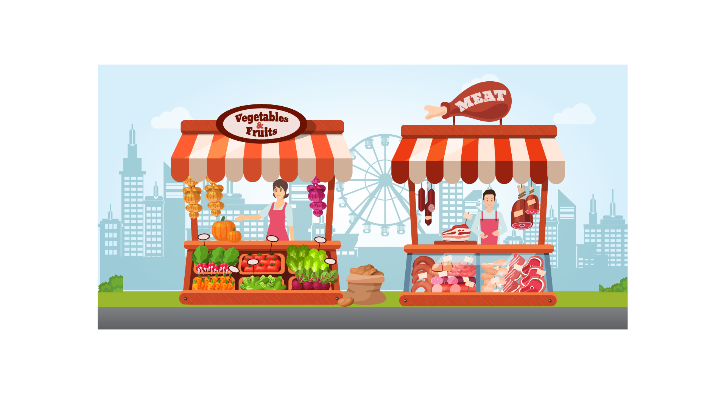 Vegetables
&
Fruits
MEAT